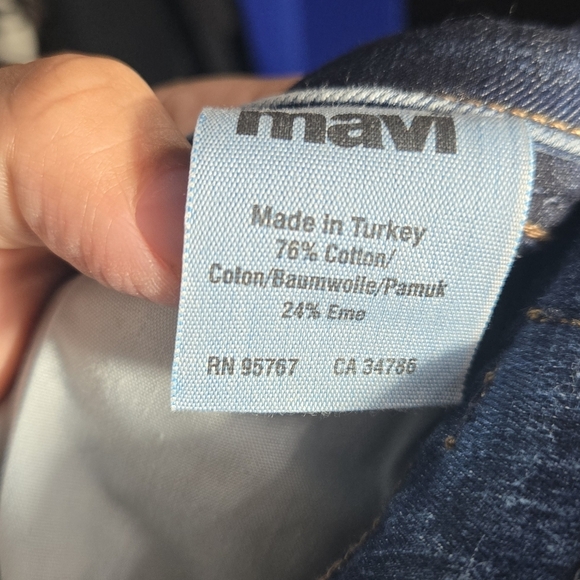 mavi
Made in Turkey
76% Cotton/
Coton/Baumwolle/Pamuk
24% Eme
RN 95767 CA 34786